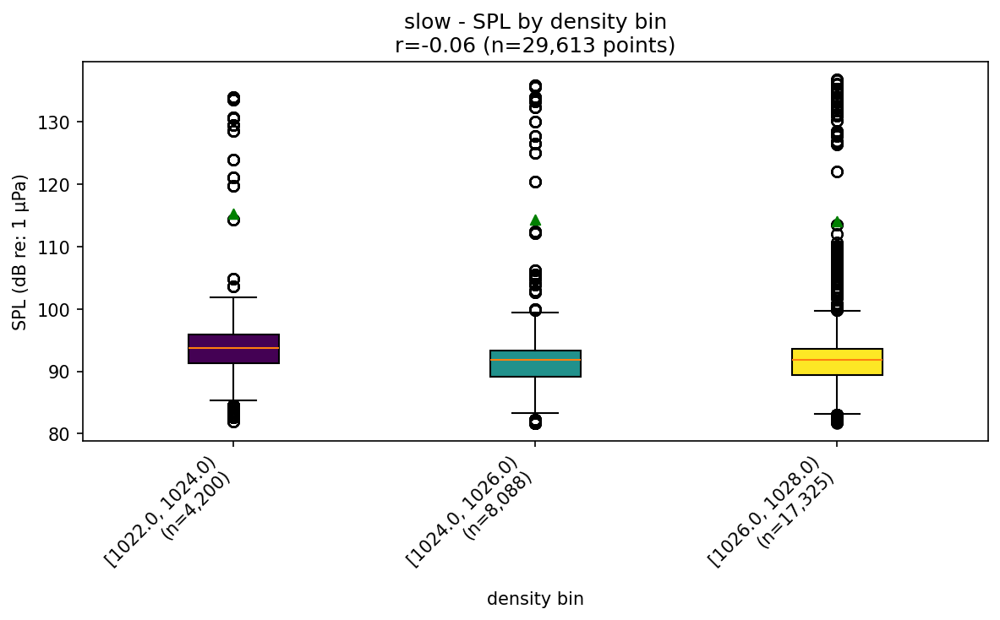 slow - SPL by density bin
r=-0.06 (n=29,613 points)
SPL (dB re: 1 µPa)
130
120
110
100
90
80
[1022.0, 1024.0)
(n=4,200)
[1024.0, 1026.0)
(n=8,088)
[1026.0, 1028.0)
(n=17,325)
density bin